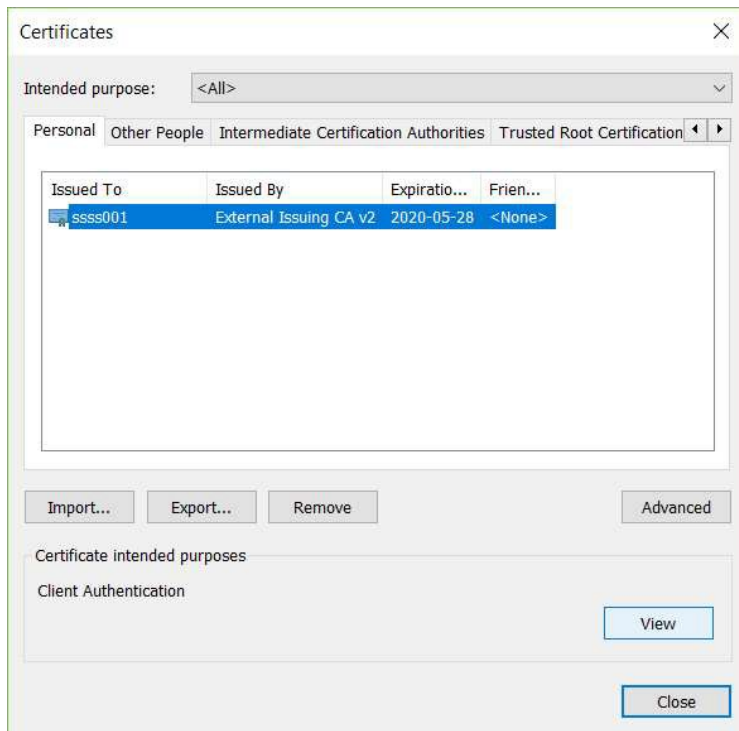 Certificates
Intended purpose: <All>
Personal Other People Intermediate Certification Authorities Trusted Root Certification
Issued To Issued By Expiratio... Frien...
ssss001 External Issuing CA v2 2020-05-28 <None>
Import... Export... Remove Advanced
Certificate intended purposes
Client Authentication
View
Close